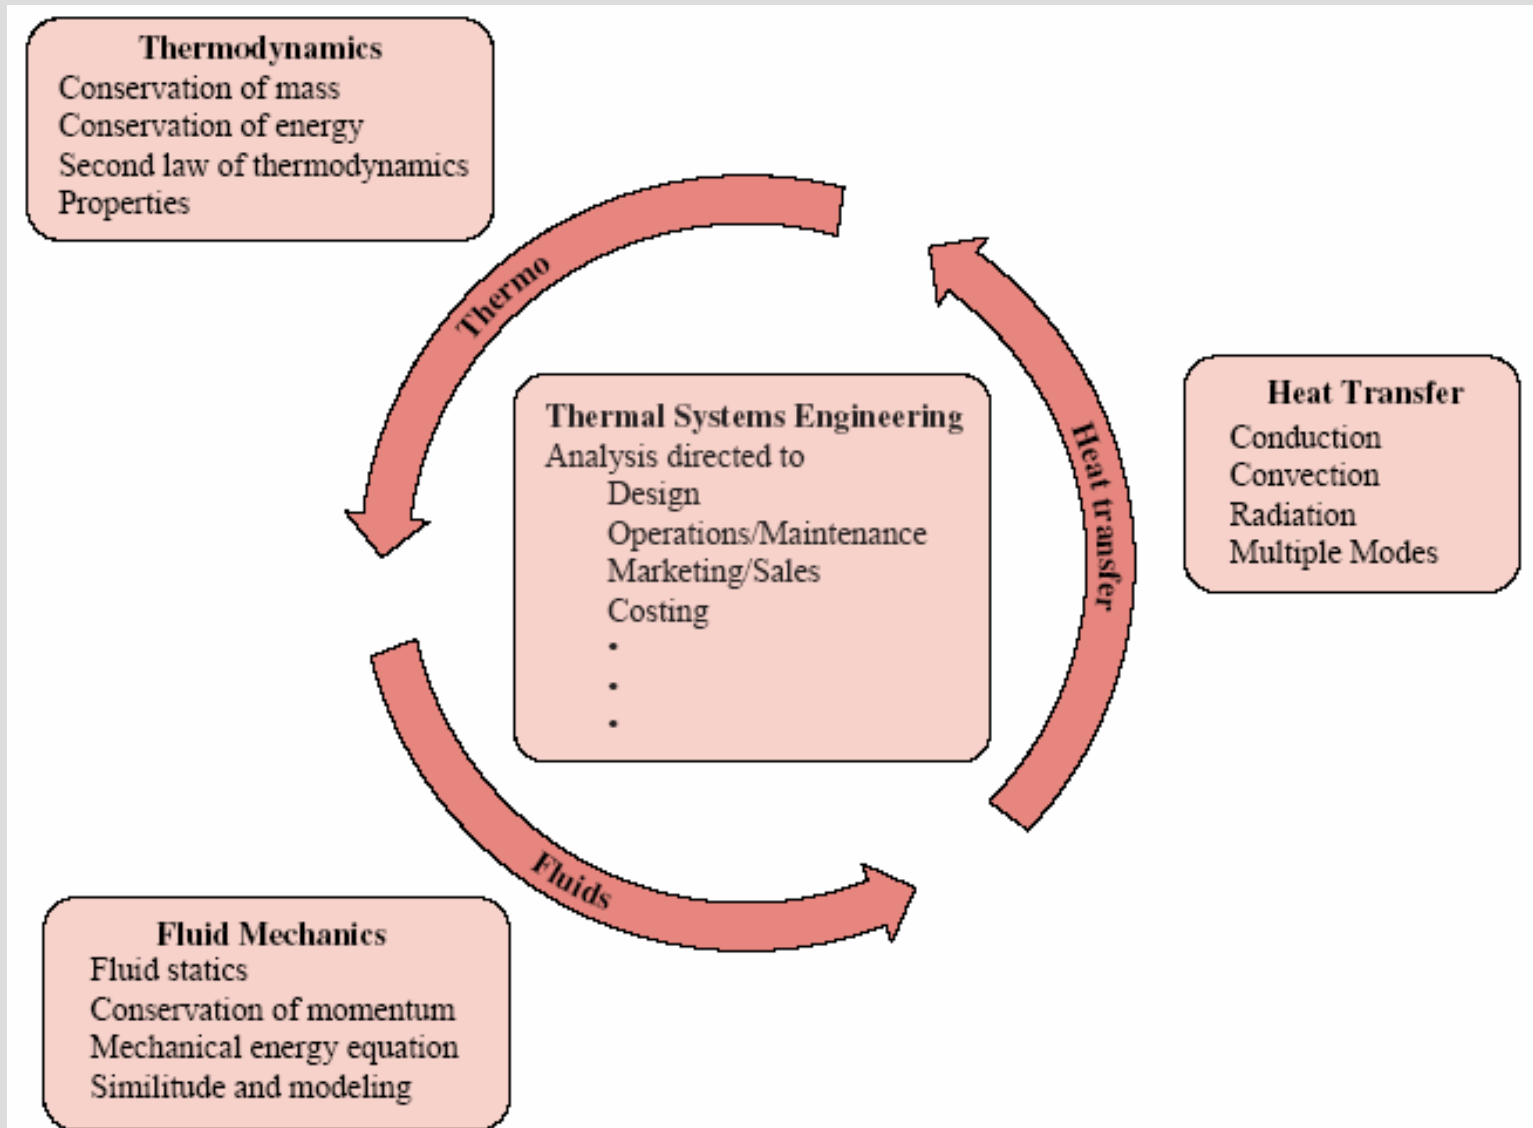 Thermodynamics
Conservation of mass
Conservation of energy
Second law of thermodynamics
Properties
Thermo
Thermal Systems Engineering
Analysis directed to
Design
Operations/Maintenance
Marketing/Sales
Costing
•
•
•
Heat transfer
Heat Transfer
Conduction
Convection
Radiation
Multiple Modes
Fluids
Fluid Mechanics
Fluid statics
Conservation of momentum
Mechanical energy equation
Similitude and modeling